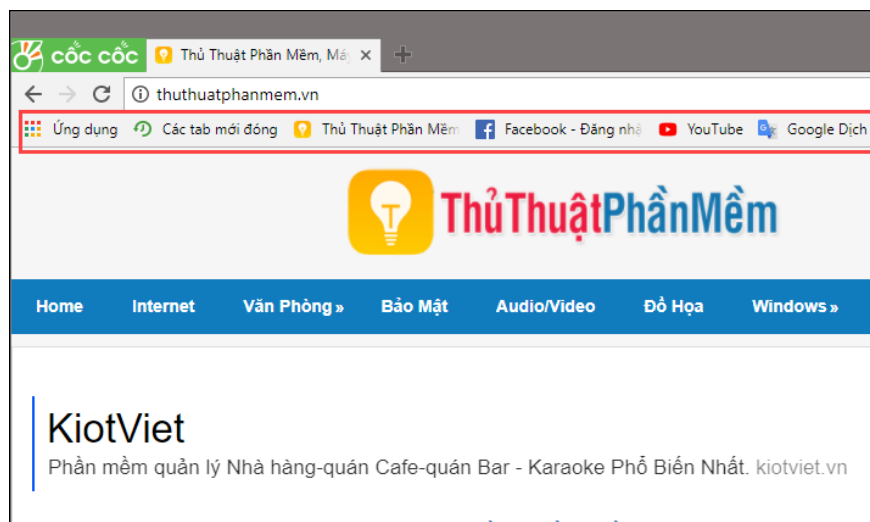 cốc cốc Thủ Thuật Phần Mềm, Má
thuthuatphanmem.vn
Ứng dụng Các tab mới đóng Thủ Thuật Phần Mềm Facebook - Đăng nhậ YouTube Google Dịch
T ThủThuậtPhầnMềm
Home Internet Văn Phòng » Bảo Mật Audio/Video Đồ Họa Windows »
KiotViet
Phần mềm quản lý Nhà hàng-quán Cafe-quán Bar - Karaoke Phổ Biến Nhất. kiotviet.vn